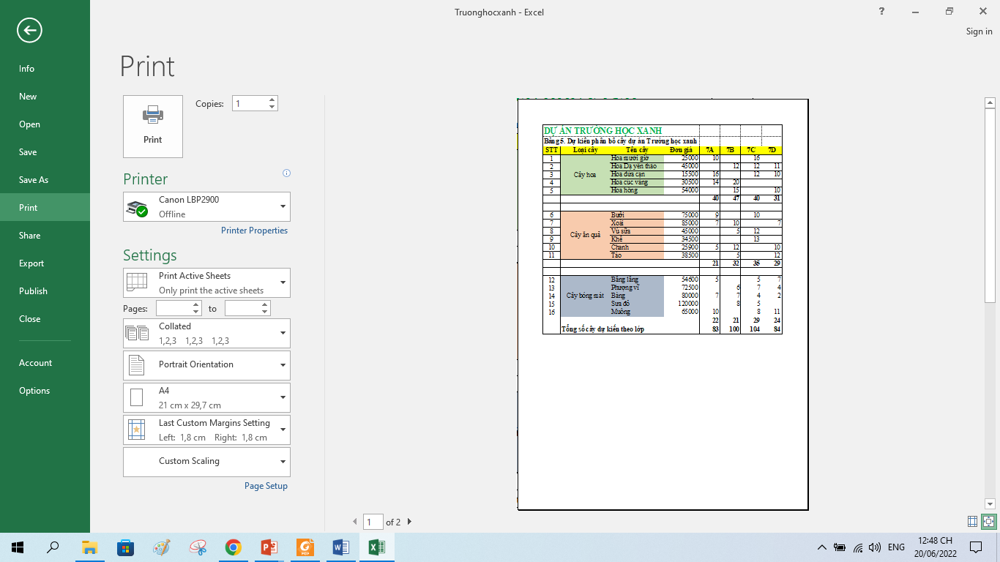 Truonghocxanh - Excel
?
Sign in
Info
New
Open
Save
Save As
Print
Share
Export
Publish
Close
Account
Options
Print
Print
Copies: 1
Printer
Canon LBP2900
Offline
Printer Properties
Settings
Print Active Sheets
Only print the active sheets
Pages: to
Collated
1,2,3 1,2,3 1,2,3
Portrait Orientation
A4
21 cm x 29,7 cm
Last Custom Margins Setting
Left: 1,8 cm Right: 1,8 cm
Custom Scaling
Page Setup
DỰ ÁN TRƯỜNG HỌC XANH
Bảng 5. Dự kiến phân bổ cây dự án Trường học xanh
STT Loại cây Tên cây Đơn giá 7A 7B 7C 7D
1 Hoa mười giờ 25000 10 16
2 Hoa Dạ yến thảo 45000 12 12 11
3 Cây hoa Hoa dừa cạn 15500 16 12 10
4 Hoa cúc vàng 30500 14 20
5 Hoa hồng 54000 15 10
40 47 40 31
6 Bưởi 75000 9 10
7 Xoài 85000 7 10 7
8 Cây ăn quả Vú sữa 45000 5 12
9 Khế 34500 13
10 Chanh 25900 5 12 10
11 Táo 38500 5 12
21 32 35 29
12 Bằng lăng 54600 5 5 7
13 Phượng vĩ 72500 6 7 4
14 Cây bóng mát Bàng 80000 7 7 4 2
15 Sưa đỏ 120000 8 5
16 Muồng 65000 10 8 11
22 21 29 24
Tổng số cây dự kiến theo lớp 83 100 104 84
1 of 2
ENG
12:48 CH
20/06/2022